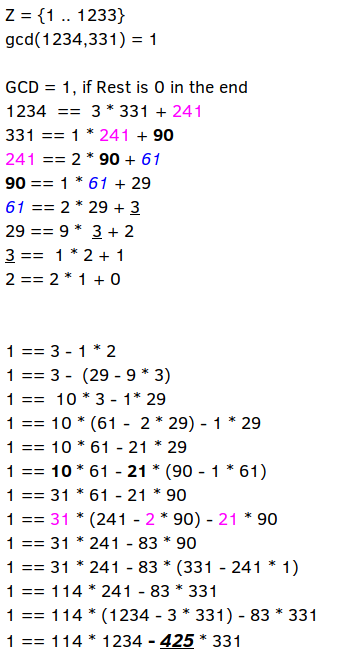 Z = {1 .. 1233}
gcd(1234,331) = 1
GCD = 1, if Rest is 0 in the end
1234 == 3 * 331 + 241
331 == 1 * 241 + 90
241 == 2 * 90 + 61
90 == 1 * 61 + 29
61 == 2 * 29 + 3
29 == 9 * 3 + 2
3 == 1 * 2 + 1
2 == 2 * 1 + 0
1 == 3 - 1 * 2
1 == 3 - (29 - 9 * 3)
1 == 10 * 3 - 1* 29
1 == 10 * (61 - 2 * 29) - 1 * 29
1 == 10 * 61 - 21 * 29
1 == 10 * 61 - 21 * (90 - 1 * 61)
1 == 31 * 61 - 21 * 90
1 == 31 * (241 - 2 * 90) - 21 * 90
1 == 31 * 241 - 83 * 90
1 == 31 * 241 - 83 * (331 - 241 * 1)
1 == 114 * 241 - 83 * 331
1 == 114 * (1234 - 3 * 331) - 83 * 331
1 == 114 * 1234 - 425 * 331